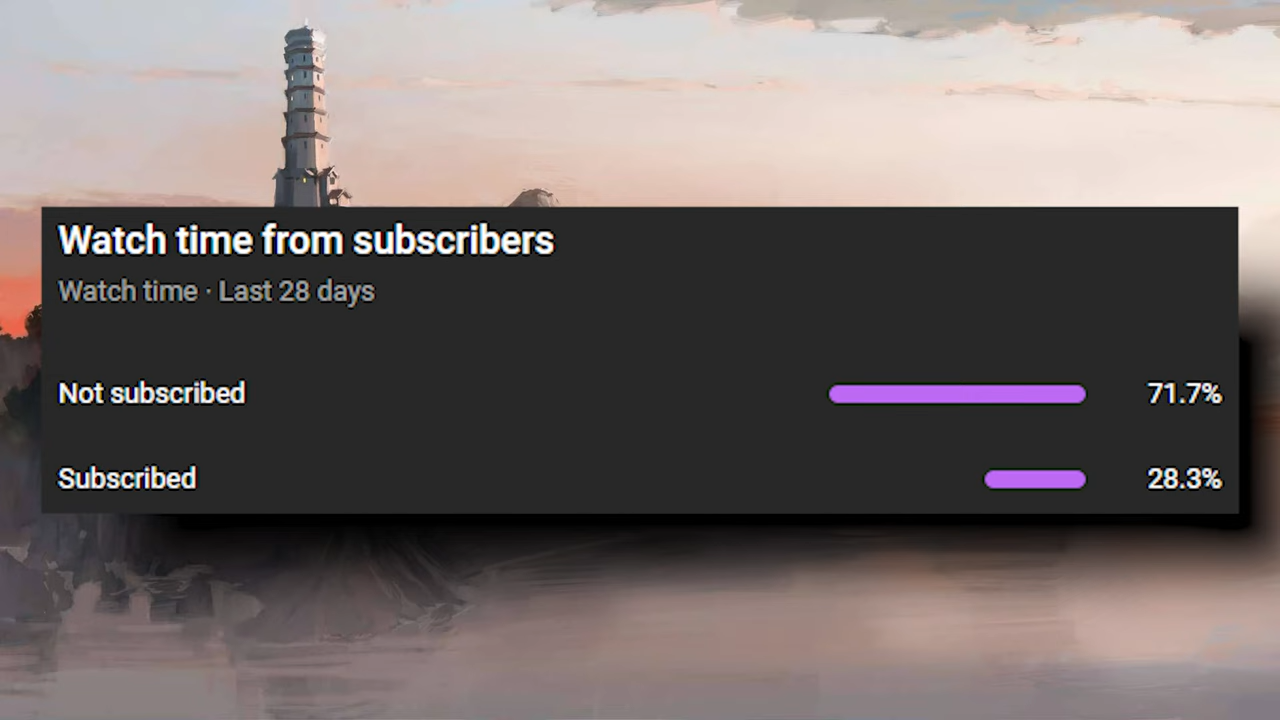 Watch time from subscribers
Watch time · Last 28 days
Not subscribed 71.7%
Subscribed 28.3%